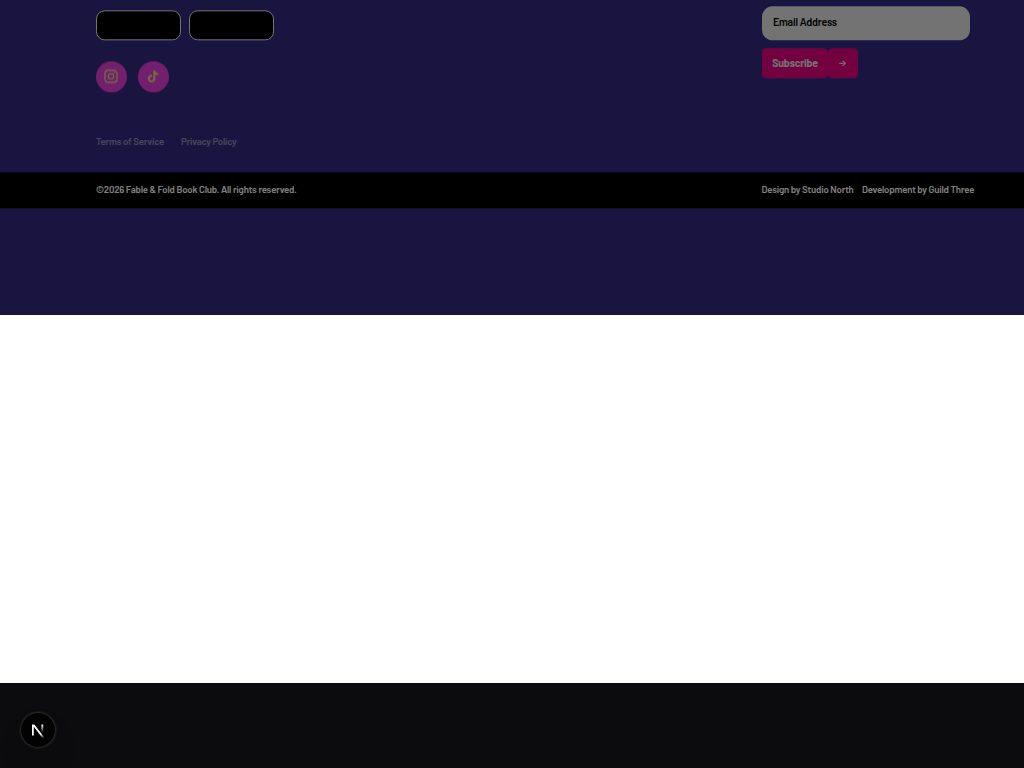 Email Address
Subscribe →
Terms of Service Privacy Policy
©2026 Fable & Fold Book Club. All rights reserved.
Design by Studio North Development by Guild Three
N